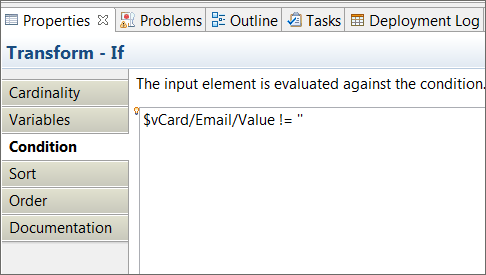 Properties Problems Outline Tasks Deployment Log
Transform - If
The input element is evaluated against the condition.
Cardinality
Variables
Condition
Sort
Order
Documentation
$vCard/Email/Value != ''